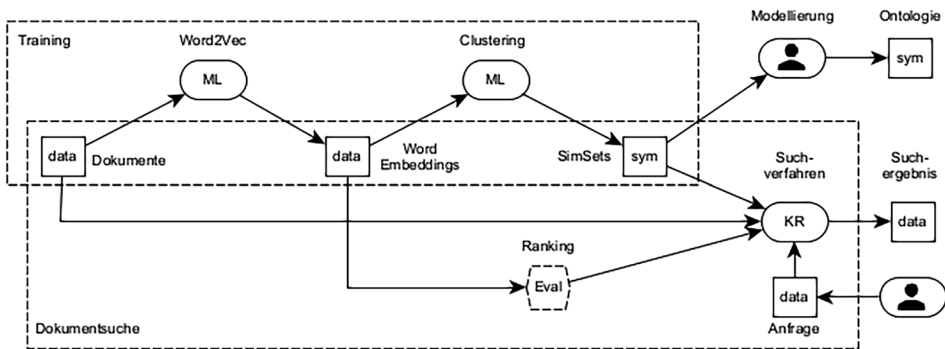 Modellierung
Ontologie
Training
Word2Vec
Clustering
ML
ML
sym
data
Dokumente
data
Word
Embeddings
SimSets
sym
Such-
verfahren
Such-
ergebnis
KR
data
Ranking
Eval
data
Anfrage
Dokumentsuche